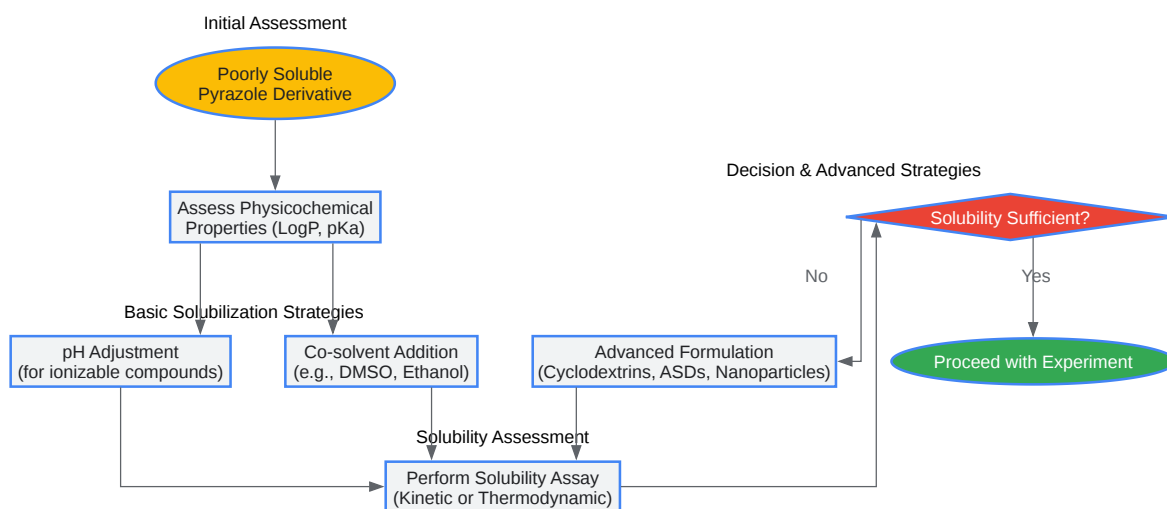 Initial Assessment
Poorly Soluble
Pyrazole Derivative
Decision & Advanced Strategies
Assess Physicochemical
Properties (LogP, pKa)
Solubility Sufficient?
No
Yes
Basic Solubilization Strategies
pH Adjustment
(for ionizable compounds)
Co-solvent Addition
(e.g., DMSO, Ethanol)
Advanced Formulation
(Cyclodextrins, ASDs, Nanoparticles)
Proceed with Experiment
Solubility Assessment
Perform Solubility Assay
(Kinetic or Thermodynamic)